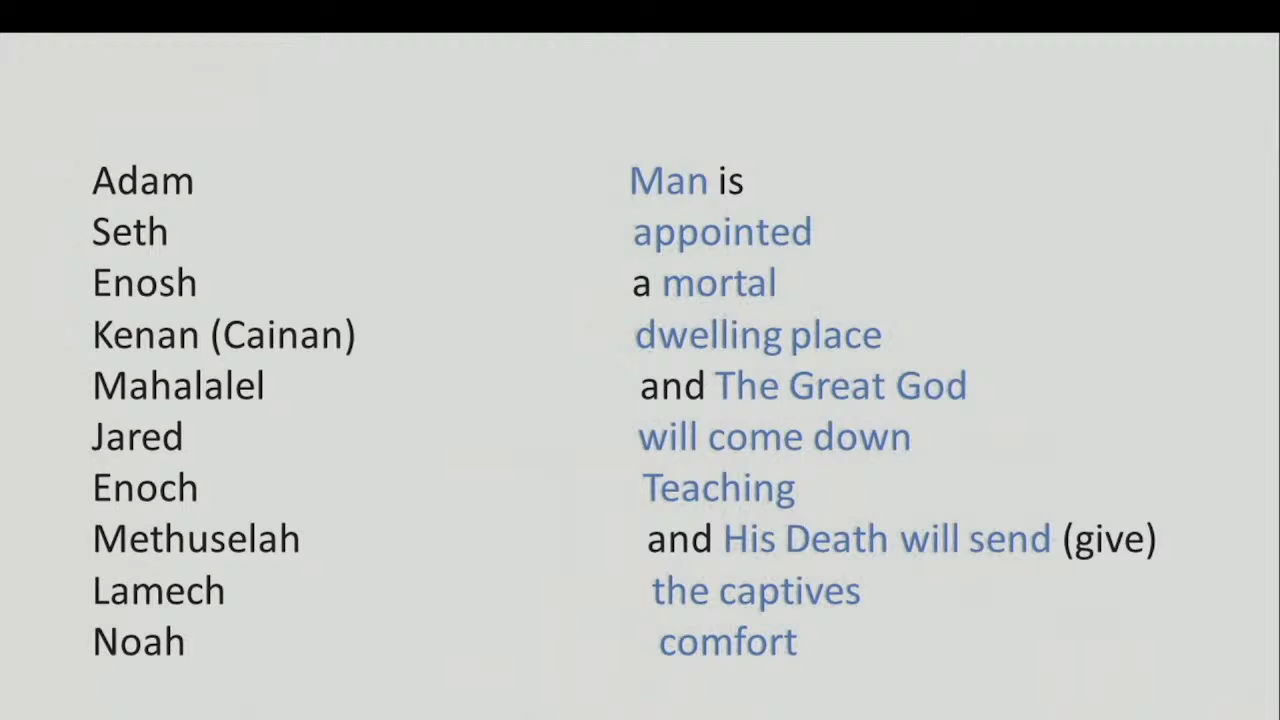 Adam Man is
Seth appointed
Enosh a mortal
Kenan (Cainan) dwelling place
Mahalalel and The Great God
Jared will come down
Enoch Teaching
Methuselah and His Death will send (give)
Lamech the captives
Noah comfort